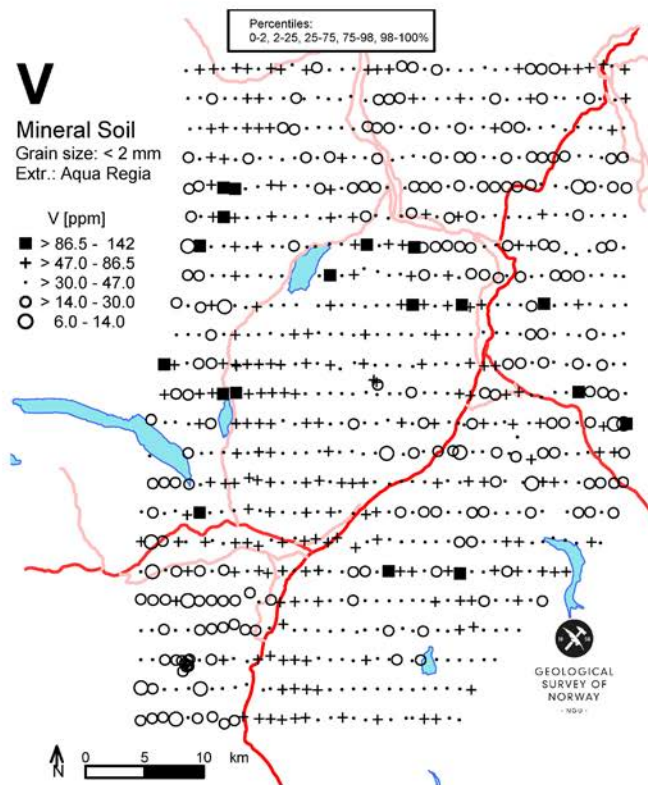 Percentiles:
0-2, 2-25, 25-75, 75-98, 98-100%
V
Mineral Soil
Grain size: < 2 mm
Extr.: Aqua Regia
V [ppm]
> 86.5 - 142
> 47.0 - 86.5
> 30.0 - 47.0
> 14.0 - 30.0
6.0 - 14.0
GEOLOGICAL
SURVEY OF
NORWAY
- NGU -
N
0 5 10 km